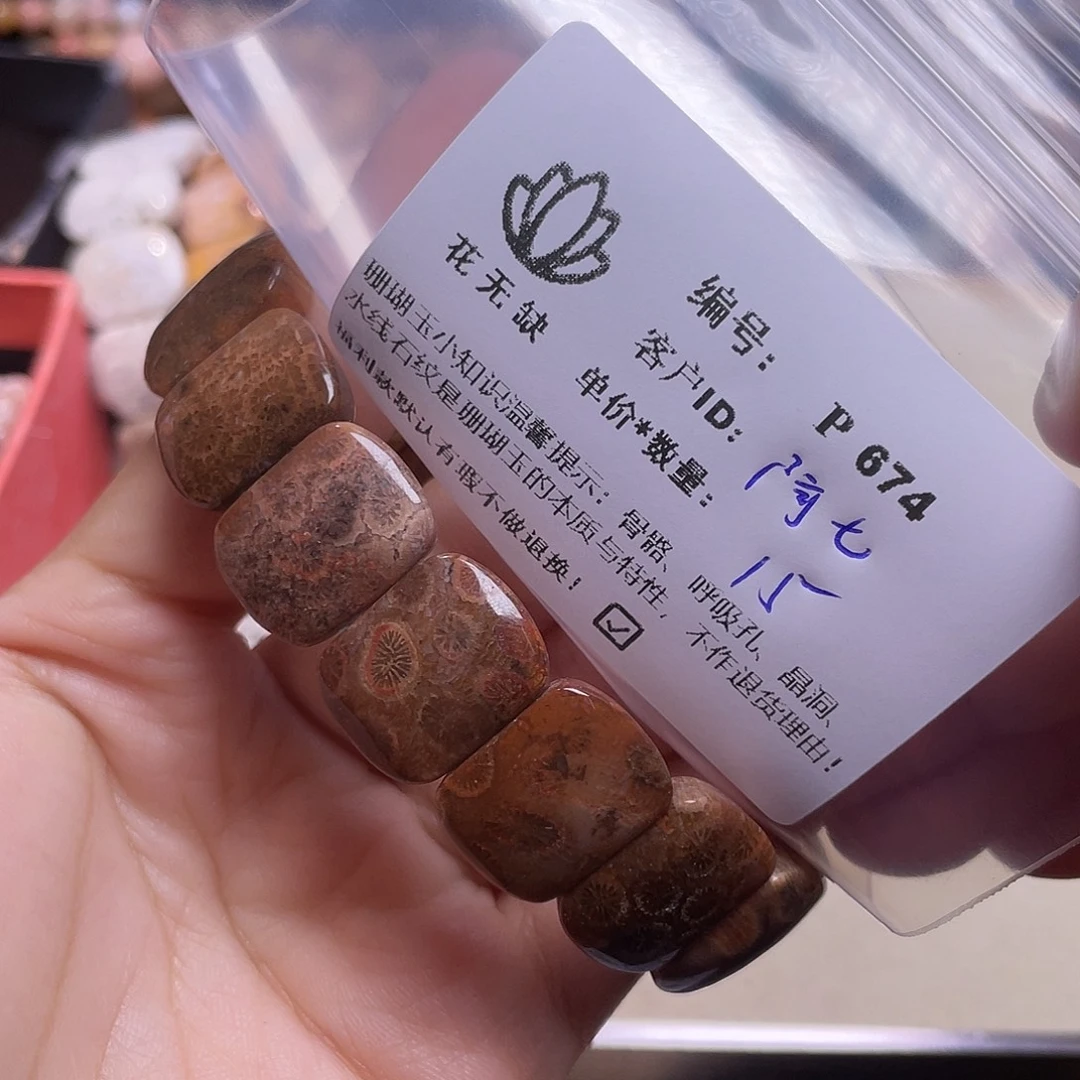 花无缺
编号: P 674
客户ID: 陶七
单价*数量: 15
珊瑚玉小知识温馨提示: 骨骼、呼吸孔、晶洞、
水线石纹是珊瑚玉的本质与特性, 不作退货理由!
福利款默认有瑕不做退换! ☑